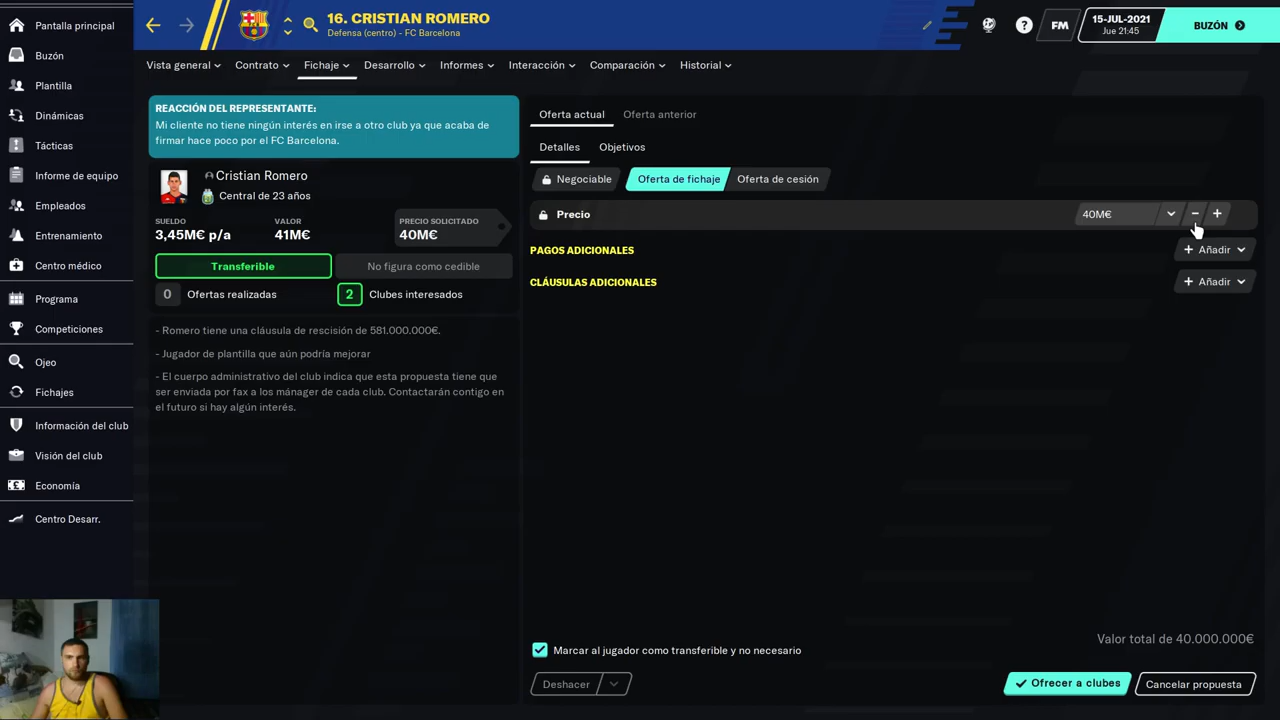 Pantalla principal
Buzón
Plantilla
Dinámicas
Tácticas
Informe de equipo
Empleados
Entrenamiento
Centro médico
Programa
Competiciones
Ojeo
Fichajes
Información del club
Visión del club
Economía
Centro Desarr.
16. CRISTIAN ROMERO
Defensa (centro) - FC Barcelona
FM
15-JUL-2021
Jue 21:45
BUZÓN
Vista general
Contrato
Fichaje
Desarrollo
Informes
Interacción
Comparación
Historial
REACCIÓN DEL REPRESENTANTE:
Mi cliente no tiene ningún interés en irse a otro club ya que acaba de
firmar hace poco por el FC Barcelona.
Cristian Romero
Central de 23 años
SUELDO
3,45M€ p/a
VALOR
41M€
PRECIO SOLICITADO
40M€
Transferible
No figura como cedible
0 Ofertas realizadas
2 Clubes interesados
- Romero tiene una cláusula de rescisión de 581.000.000€.
- Jugador de plantilla que aún podría mejorar
- El cuerpo administrativo del club indica que esta propuesta tiene que
ser enviada por fax a los mánager de cada club. Contactarán contigo en
el futuro si hay algún interés.
Oferta actual
Oferta anterior
Detalles
Objetivos
Negociable
Oferta de fichaje
Oferta de cesión
Precio
40M€
PAGOS ADICIONALES
+ Añadir
CLÁUSULAS ADICIONALES
+ Añadir
Valor total de 40.000.000€
Marcar al jugador como transferible y no necesario
Deshacer
Ofrecer a clubes
Cancelar propuesta